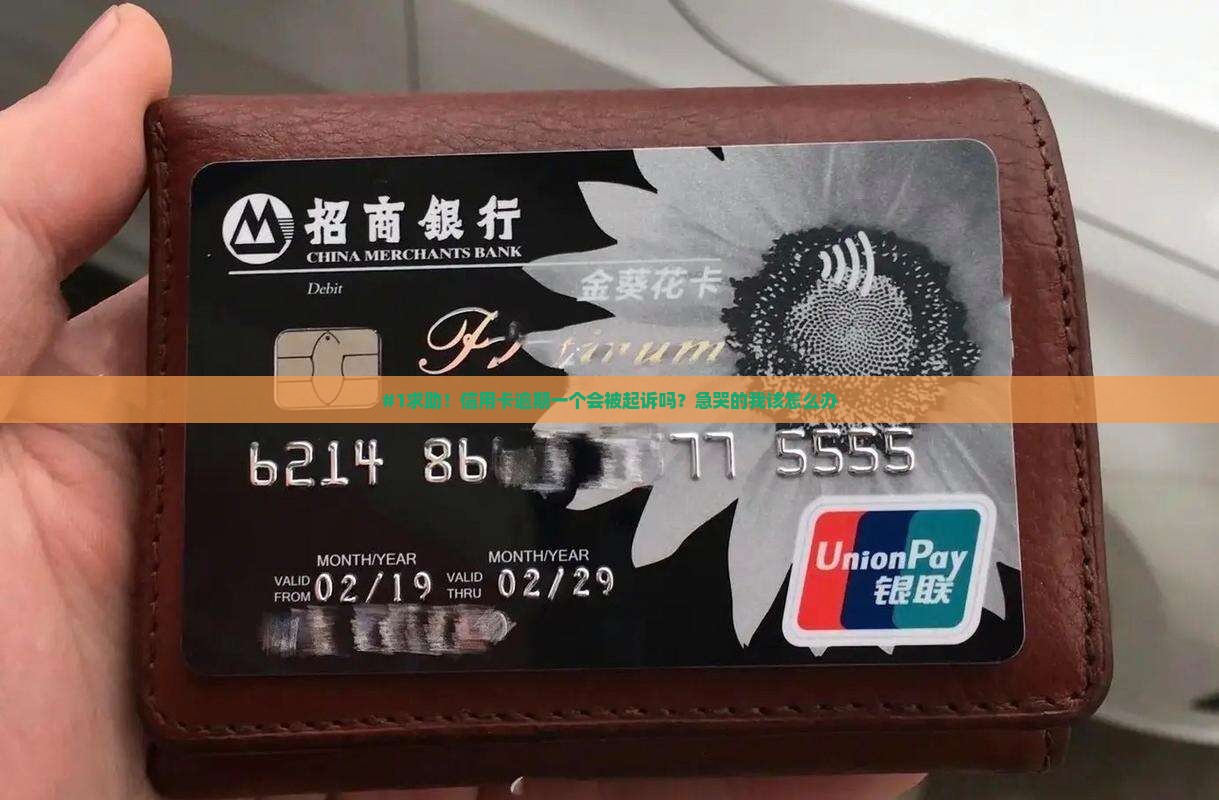 招商銀行
CHINA MERCHANTS BANK
Debit
金葵花卡
#1求助！信用卡逾期一个会被起诉吗？急哭的我该怎么办
6214 86 77 5555
MONTH/YEAR MONTH/YEAR
VALID FROM 02/19 VALID THRU 02/29
UnionPay
银联